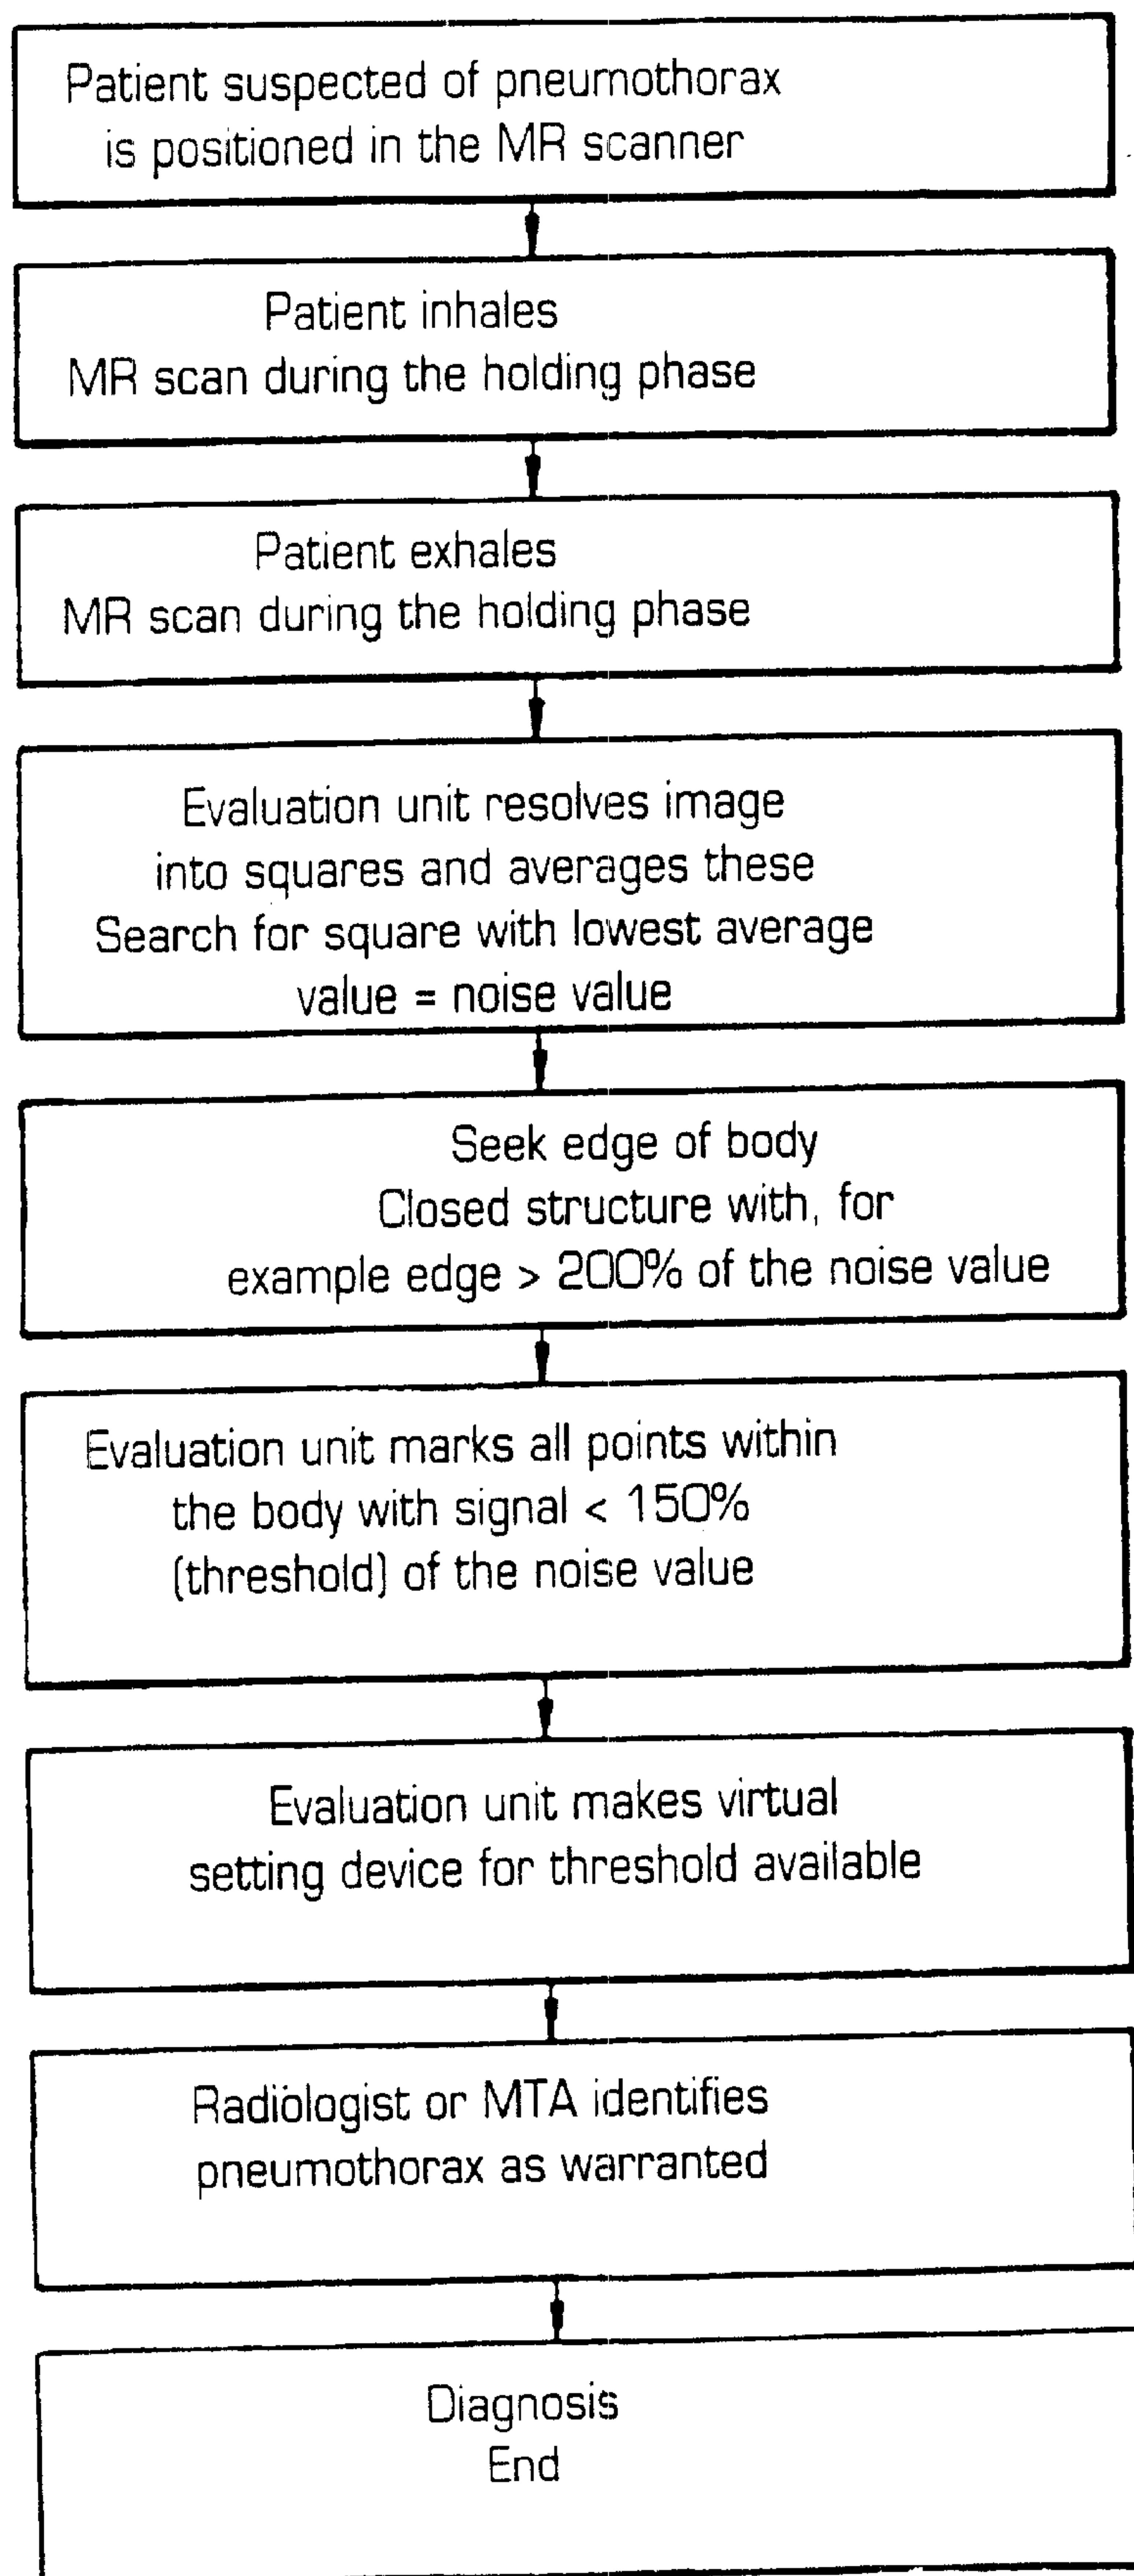 Patient suspected of pneumothorax
is positioned in the MR scanner
Patient inhales
MR scan during the holding phase
Patient exhales
MR scan during the holding phase
Evaluation unit resolves image
into squares and averages these
Search for square with lowest average
value = noise value
Seek edge of body
Closed structure with, for
example edge > 200% of the noise value
Evaluation unit marks all points within
the body with signal < 150%
(threshold) of the noise value
Evaluation unit makes virtual
setting device for threshold available
Radiologist or MTA identifies
pneumothorax as warranted
Diagnosis
End